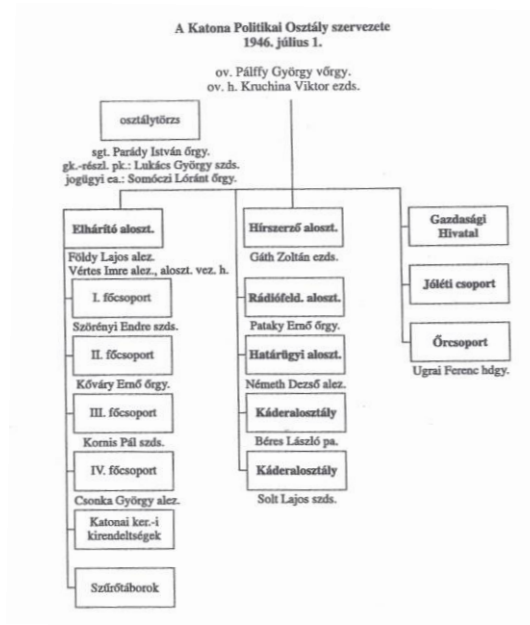 A Katona Politikai Osztály szervezete
1946. július 1.
ov. Pálffy György vőrgy.
ov. h. Kruchina Viktor ezds.
osztálytörzs
sgt. Parády István őrgy.
gk.-részl. pk.: Lukács György szds.
jogügyi ea.: Somóczi Lóránt őrgy.
Elhárító aloszt.
Földy Lajos alez.
Vértes Imre alez., aloszt. vez. h.
I. főcsoport
Szörényi Endre szds.
II. főcsoport
Kőváry Ernő őrgy.
III. főcsoport
Kornis Pál szds.
IV. főcsoport
Csonka György alez.
Katonai ker.-i
kirendeltségek
Szűrőtáborok
Hírszerző aloszt.
Gáth Zoltán ezds.
Rádiófeld. aloszt.
Pataky Ernő őrgy.
Határügyi aloszt.
Németh Dezső alez.
Káderalosztály
Béres László pa.
Káderalosztály
Solt Lajos szds.
Gazdasági
Hivatal
Jóléti csoport
Őrcsoport
Ugrai Ferenc hdgy.